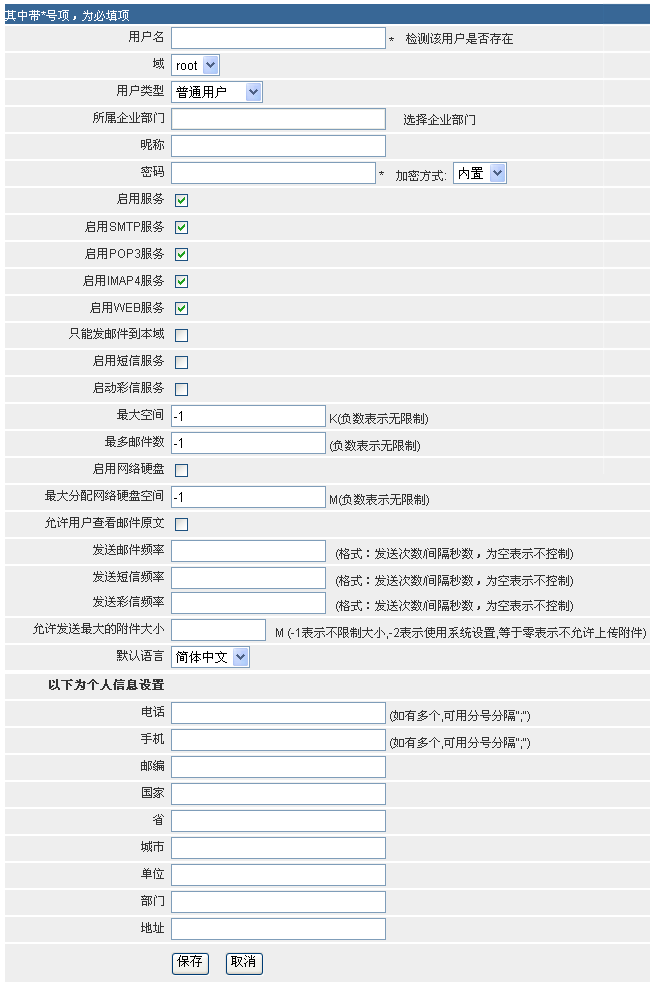 其中带*号项，为必填项
用户名 * 检测该用户是否存在
域 root
用户类型 普通用户
所属企业部门 选择企业部门
昵称
密码 * 加密方式: 内置
启用服务
启用SMTP服务
启用POP3服务
启用IMAP4服务
启用WEB服务
只能发邮件到本域
启用短信服务
启动彩信服务
最大空间 -1 K(负数表示无限制)
最多邮件数 -1 (负数表示无限制)
启用网络硬盘
最大分配网络硬盘空间 -1 M(负数表示无限制)
允许用户查看邮件原文
发送邮件频率 (格式：发送次数/间隔秒数，为空表示不控制)
发送短信频率 (格式：发送次数/间隔秒数，为空表示不控制)
发送彩信频率 (格式：发送次数/间隔秒数，为空表示不控制)
允许发送最大的附件大小 M (-1表示不限制大小,-2表示使用系统设置,等于零表示不允许上传附件)
默认语言 简体中文
以下为个人信息设置
电话 (如有多个,可用分号分隔";")
手机 (如有多个,可用分号分隔";")
邮编
国家
省
城市
单位
部门
地址
保存 取消